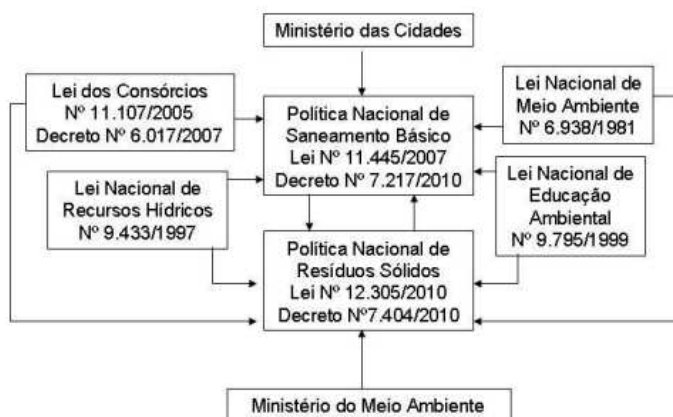 Ministério das Cidades
Lei dos Consórcios
Nº 11.107/2005
Decreto Nº 6.017/2007
Política Nacional de
Saneamento Básico
Lei Nº 11.445/2007
Decreto Nº 7.217/2010
Lei Nacional de
Meio Ambiente
Nº 6.938/1981
Lei Nacional de
Recursos Hídricos
Nº 9.433/1997
Lei Nacional de
Educação
Ambiental
Nº 9.795/1999
Política Nacional de
Resíduos Sólidos
Lei Nº 12.305/2010
Decreto Nº7.404/2010
Ministério do Meio Ambiente